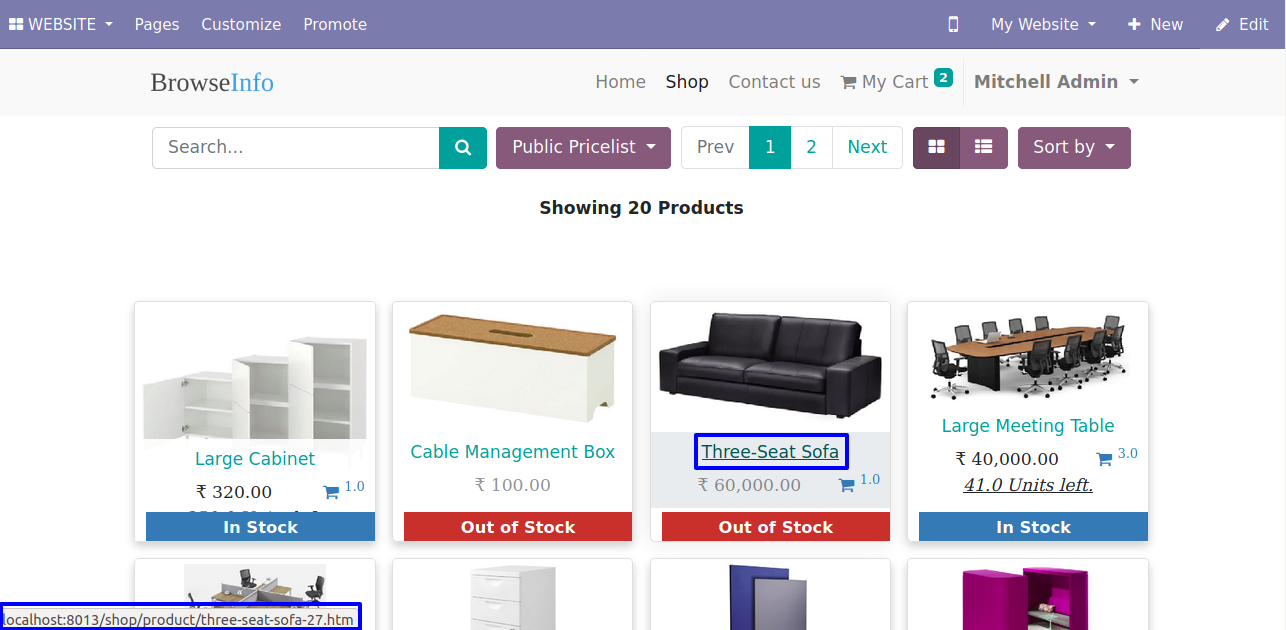 WEBSITE Pages Customize Promote My Website New Edit
BrowseInfo Home Shop Contact us My Cart 2 Mitchell Admin
Search... Public Pricelist Prev 1 2 Next Sort by
Showing 20 Products
Large Cabinet
₹ 320.00 1.0
In Stock
Cable Management Box
₹ 100.00
Out of Stock
Three-Seat Sofa
₹ 60,000.00 1.0
Out of Stock
Large Meeting Table
₹ 40,000.00 3.0
41.0 Units left.
In Stock
localhost:8013/shop/product/three-seat-sofa-27.htm